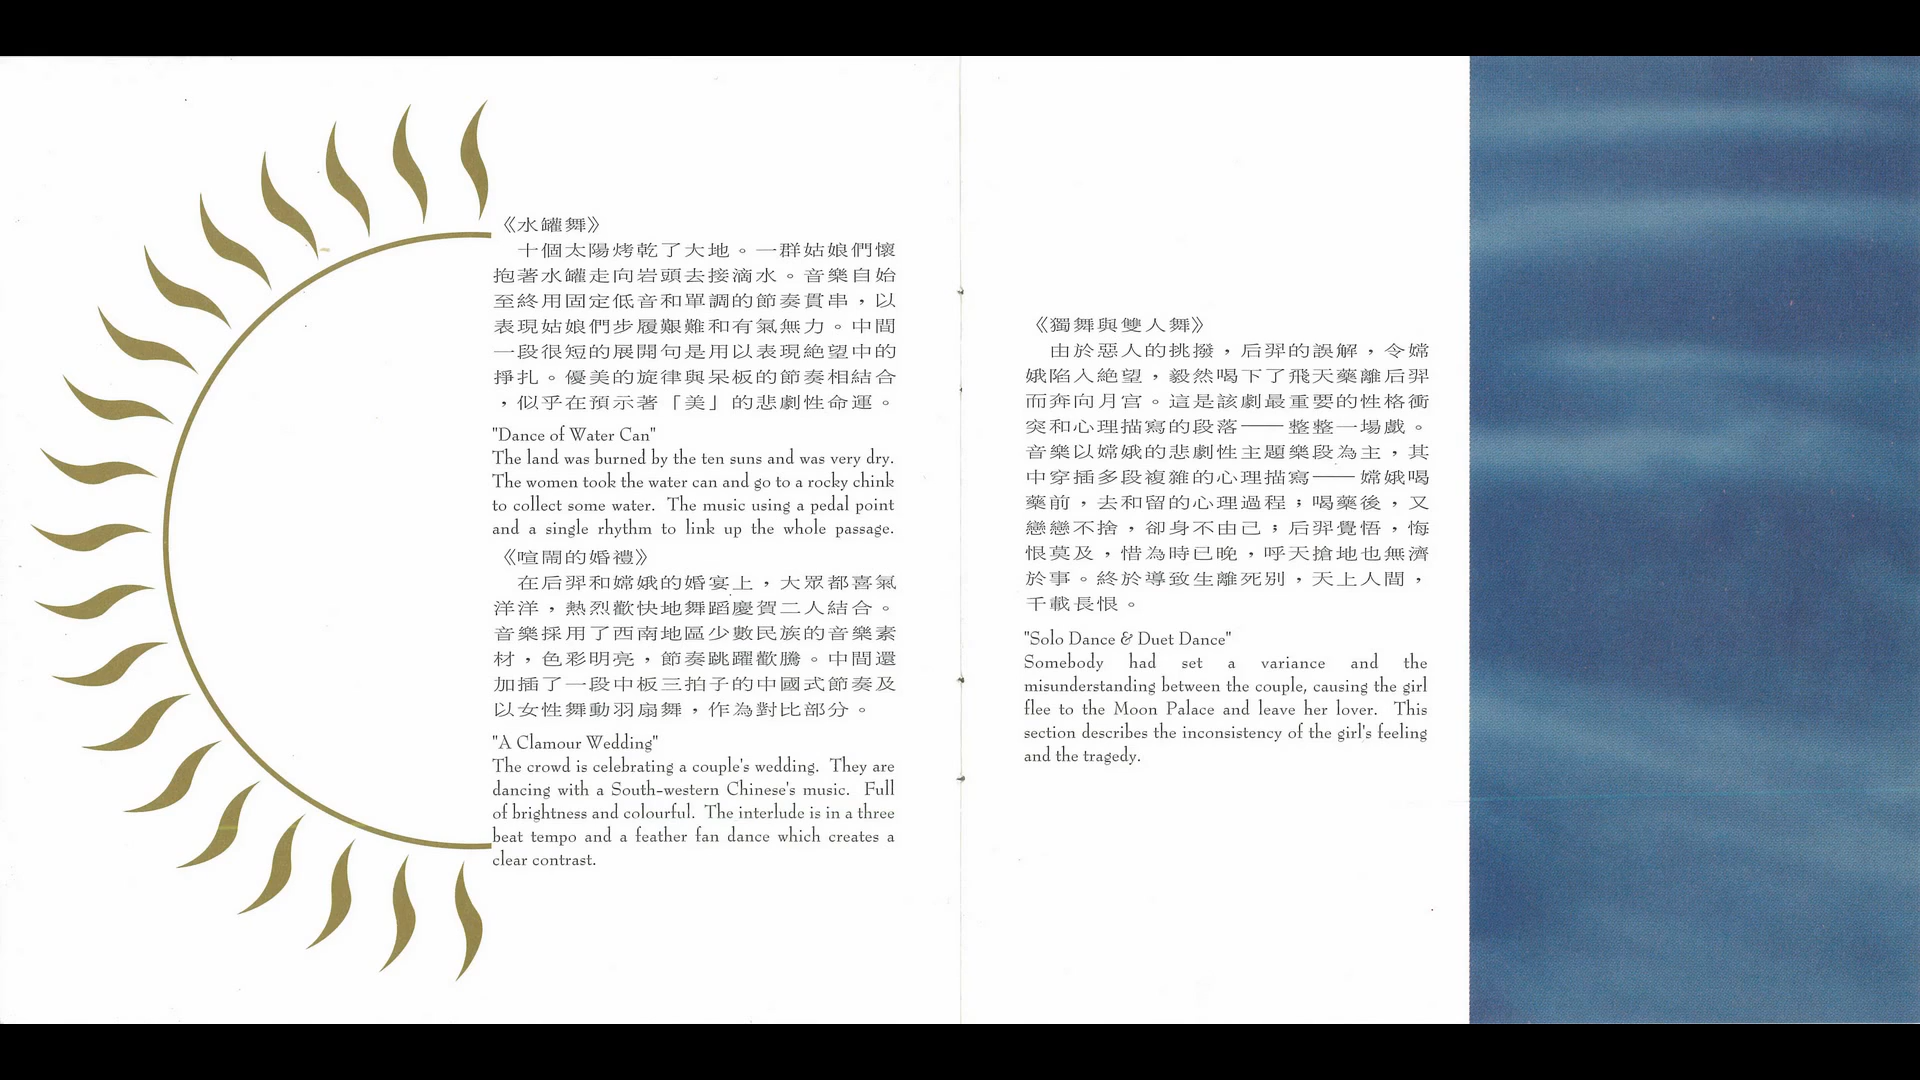 《水罐舞》
十個太陽烤乾了大地。一群姑娘們懷
抱著水罐走向岩頭去接滴水。音樂自始
至終用固定低音和單調的節奏貫串，以
表現姑娘們步履艱難和有氣無力。中間
一段很短的展開句是用以表現絕望中的
掙扎。優美的旋律與呆板的節奏相結合
，似乎在預示著「美」的悲劇性命運。
"Dance of Water Can"
The land was burned by the ten suns and was very dry.
The women took the water can and go to a rocky chink
to collect some water. The music using a pedal point
and a single rhythm to link up the whole passage.
《喧鬧的婚禮》
在后羿和嫦娥的婚宴上，大眾都喜氣
洋洋，熱烈歡快地舞蹈慶賀二人結合。
音樂採用了西南地區少數民族的音樂素
材，色彩明亮，節奏跳躍歡騰。中間還
加插了一段中板三拍子的中國式節奏及
以女性舞動羽扇舞，作為對比部分。
"A Clamour Wedding"
The crowd is celebrating a couple's wedding. They are
dancing with a South-western Chinese's music. Full
of brightness and colourful. The interlude is in a three
beat tempo and a feather fan dance which creates a
clear contrast.
《獨舞與雙人舞》
由於惡人的挑撥，后羿的誤解，令嫦
娥陷入絕望，毅然喝下了飛天藥離后羿
而奔向月宮。這是該劇最重要的性格衝
突和心理描寫的段落——整整一場戲。
音樂以嫦娥的悲劇性主題樂段為主，其
中穿插多段複雜的心理描寫——嫦娥喝
藥前，去和留的心理過程；喝藥後，又
戀戀不捨，卻身不由己；后羿覺悟，悔
恨莫及，惜為時已晚，呼天搶地也無濟
於事。終於導致生離死別，天上人間，
千載長恨。
"Solo Dance & Duet Dance"
Somebody had set a variance and the
misunderstanding between the couple, causing the girl
flee to the Moon Palace and leave her lover. This
section describes the inconsistency of the girl's feeling
and the tragedy.